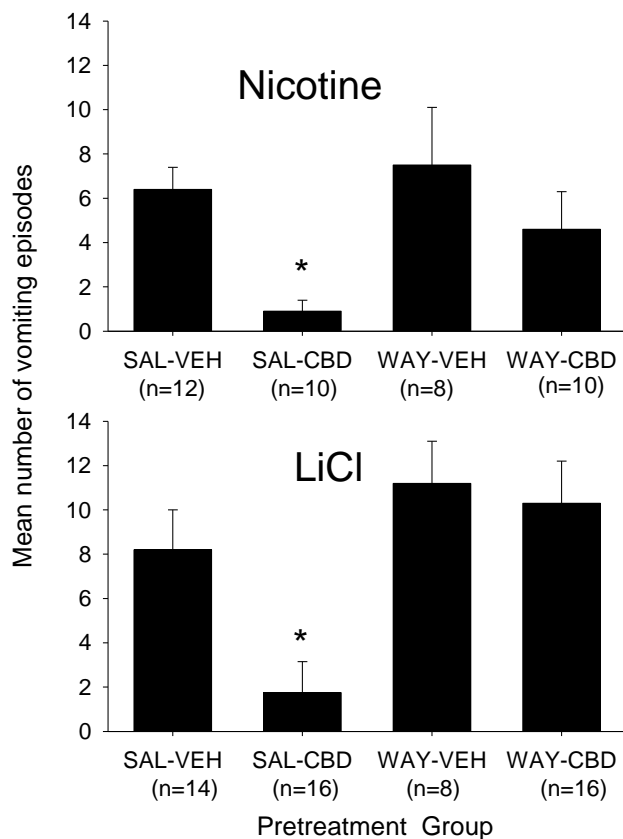 Mean number of vomiting episodes
14
12
10
8
6
4
2
0
Nicotine
*
SAL-VEH SAL-CBD WAY-VEH WAY-CBD
(n=12) (n=10) (n=8) (n=10)
14
12
10
8
6
4
2
0
LiCl
*
SAL-VEH SAL-CBD WAY-VEH WAY-CBD
(n=14) (n=16) (n=8) (n=16)
Pretreatment Group